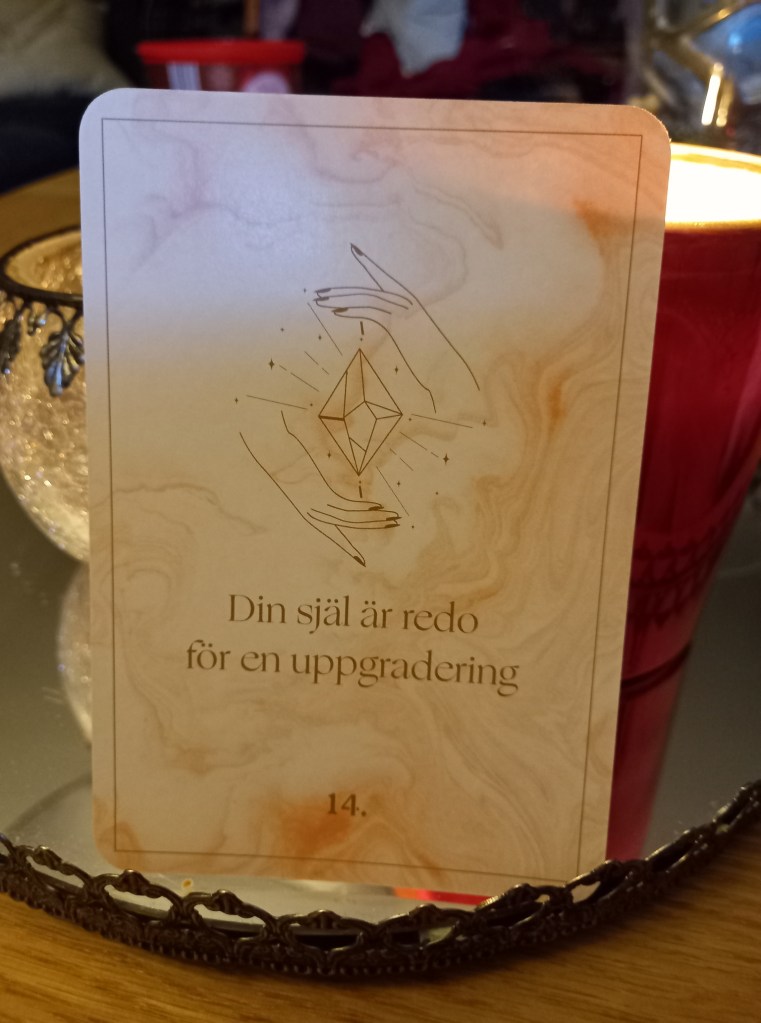 Din själ är redo
för en uppgradering
14.